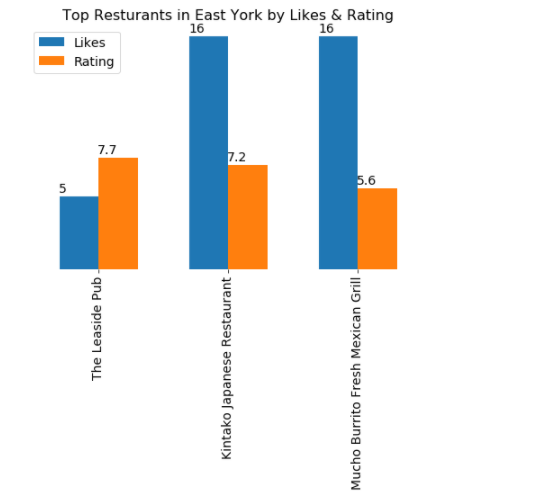 Top Resturants in East York by Likes & Rating
Likes
Rating
5
7.7
16
7.2
16
5.6
The Leaside Pub
Kintako Japanese Restaurant
Mucho Burrito Fresh Mexican Grill